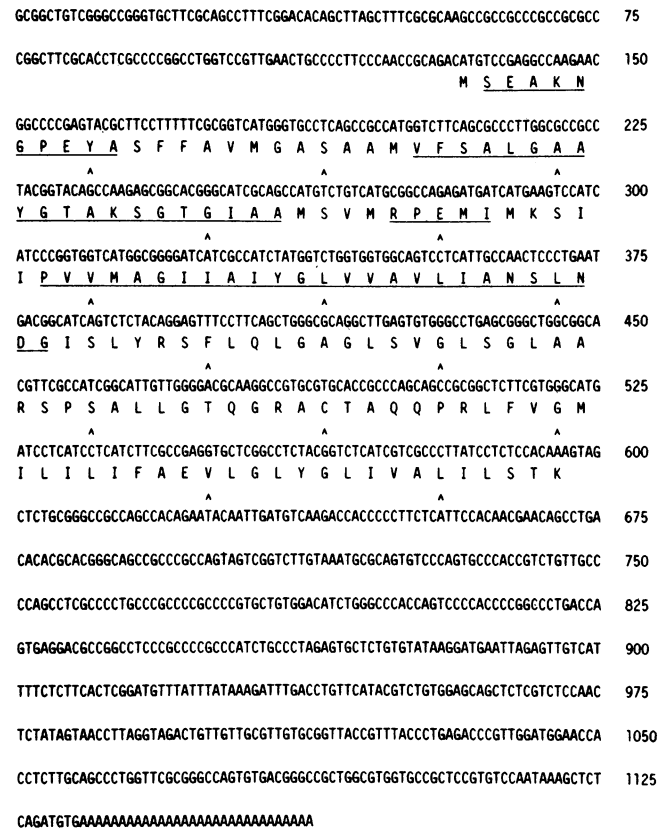 GCGGCTGTCGGGCCGGGTGCTTCGCAGCCTTTCGGACACAGCTTAGCTTTCGCGCAAGCCGCCGCCCGCCGCGCC 75
CGGCTTCGCACCTCGCCCCGGCCTGGTCCGTTGAACTGCCCCTTCCCAACCGCAGACATGTCCGAGGCCAAGAAC 150
M S E A K N
GGCCCCGAGTACGCTTCCTTTTTCGCGGTCATGGGTGCCTCAGCCGCCATGGTCTTCAGCGCCCTTGGCGCCGCC 225
G P E Y A S F F A V M G A S A A M V F S A L G A A
^ ^ ^
TACGGTACAGCCAAGAGCGGCACGGGCATCGCAGCCATGTCTGTCATGCGGCCAGAGATGATCATGAAGTCCATC 300
Y G T A K S G T G I A A M S V M R P E M I M K S I
^ ^
ATCCCGGTGGTCATGGCGGGGATCATCGCCATCTATGGTCTGGTGGTGGCAGTCCTCATTGCCAACTCCCTGAAT 375
I P V V M A G I I A I Y G L V V A V L I A N S L N
^ ^ ^
GACGGCATCAGTCTCTACAGGAGTTTCCTTCAGCTGGGCGCAGGCTTGAGTGTGGGCCTGAGCGGGCTGGCGGCA 450
D G I S L Y R S F L Q L G A G L S V G L S G L A A
^ ^
CGTTCGCCATCGGCATTGTTGGGGACGCAAGGCCGTGCGTGCACCGCCCAGCAGCCGCGGCTCTTCGTGGGCATG 525
R S P S A L L G T Q G R A C T A Q Q P R L F V G M
^ ^ ^
ATCCTCATCCTCATCTTCGCCGAGGTGCTCGGCCTCTACGGTCTCATCGTCGCCCTTATCCTCTCCACAAAGTAG 600
I L I L I F A E V L G L Y G L I V A L I L S T K
^ ^
CTCTGCGGGCCGCCAGCCACAGAATACAATTGATGTCAAGACCACCCCCTTCTCATTCCACAACGAACAGCCTGA 675
CACACGCACGGGCAGCCGCCCGCCAGTAGTCGGTCTTGTAAATGCGCAGTGTCCCAGTGCCCACCGTCTGTTGCC 750
CCAGCCTCGCCCCTGCCCGCCCCGCCCCGTGCTGTGGACATCTGGGCCCACCAGTCCCCACCCCGGCCCTGACCA 825
GTGAGGACGCCGGCCTCCCGCCCCGCCCATCTGCCCTAGAGTGCTCTGTGTATAAGGATGAATTAGAGTTGTCAT 900
TTTCTCTTCACTCGGATGTTTATTTATAAAGATTTGACCTGTTCATACGTCTGTGGAGCAGCTCTCGTCTCCAAC 975
TCTATAGTAACCTTAGGTAGACTGTTGTTGCGTTGTGCGGTTACCGTTTACCCTGAGACCCGTTGGATGGAACCA 1050
CCTCTTGCAGCCCTGGTTCGCGGGCCAGTGTGACGGGCCGCTGGCGTGGTGCCGCTCCGTGTCCAATAAAGCTCT 1125
CAGATGTGAAAAAAAAAAAAAAAAAAAAAAAAAAAAAA